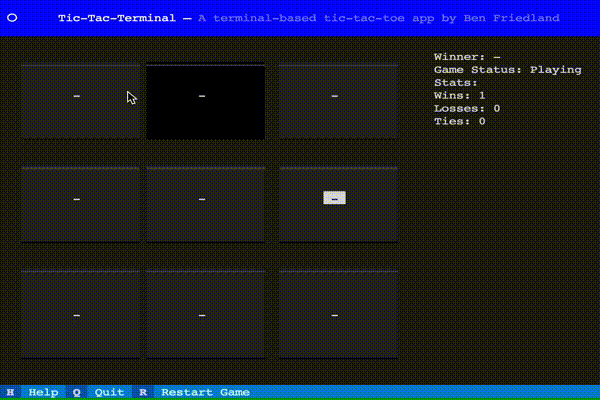 O Tic-Tac-Terminal — A terminal-based tic-tac-toe app by Ben Friedland
Winner: -
Game Status: Playing
Stats:
Wins: 1
Losses: 0
Ties: 0
- - -
- - -
- - -
H Help Q Quit R Restart Game